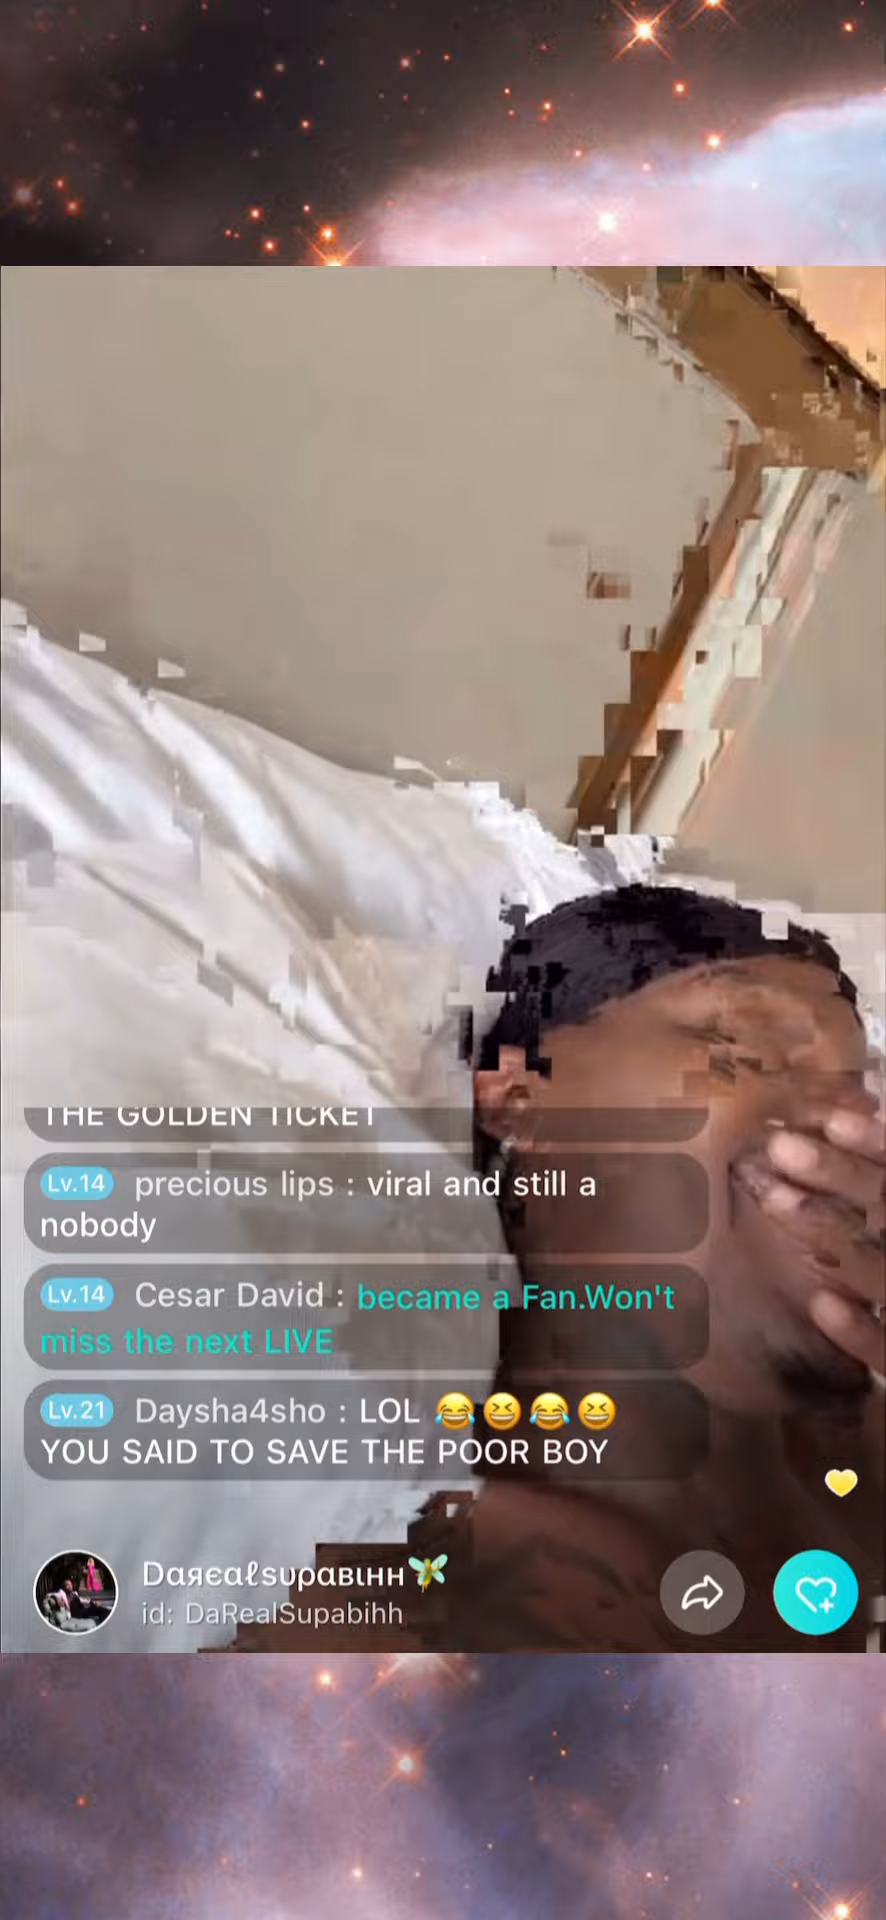 THE GOLDEN TICKET
Lv.14 precious lips : viral and still a
nobody
Lv.14 Cesar David : became a Fan.Won't
miss the next LIVE
Lv.21 Daysha4sho : LOL 😂😆😂😆
YOU SAID TO SAVE THE POOR BOY
Dαяєαℓѕυραвιнн🧚
id: DaRealSupabihh